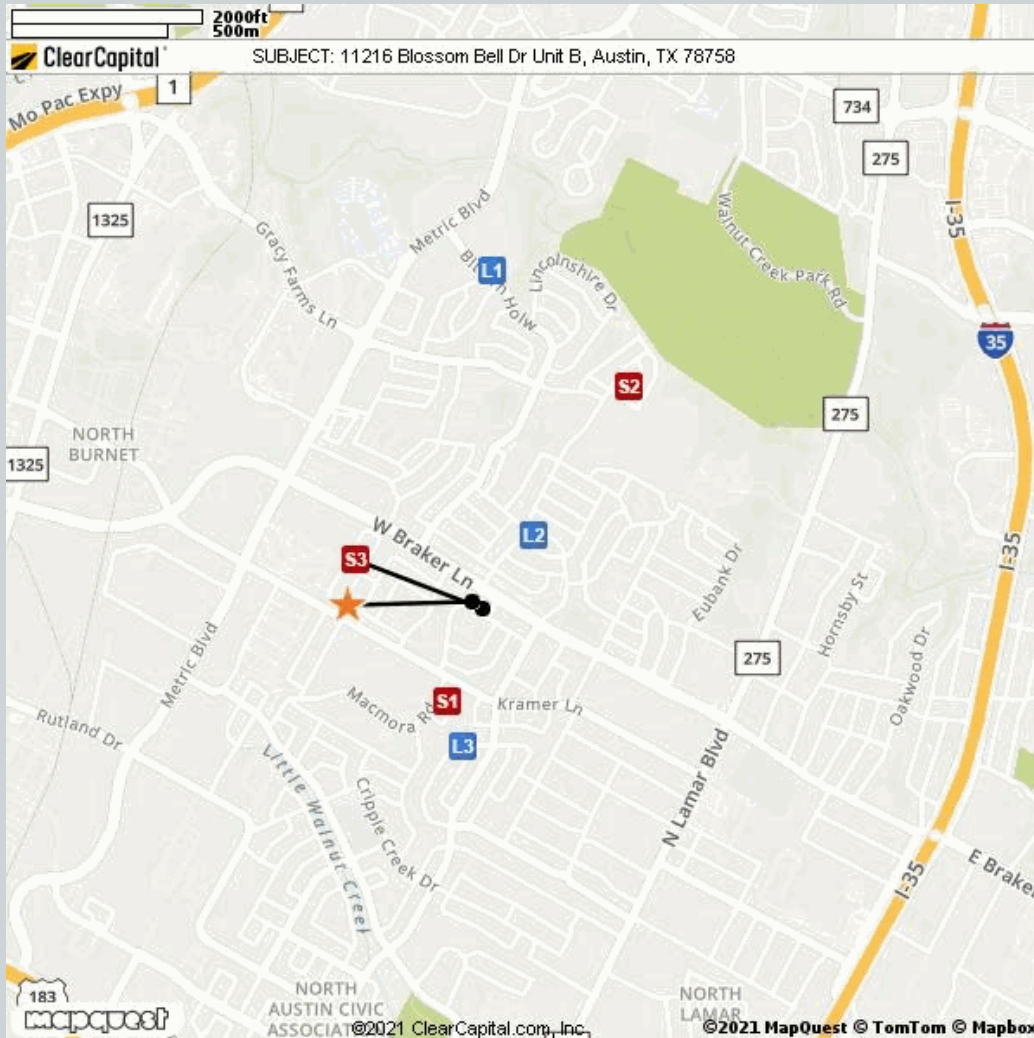 2000ft
500m
ClearCapital
SUBJECT: 11216 Blossom Bell Dr Unit B, Austin, TX 78758
Mo Pac Expy
1
734
275
1325
Metric Blvd
Gracy Farms Ln
L1
Lincolnshire Dr
Walnut Creek Park Rd
I-35
35
S2
275
NORTH
BURNET
1325
W Braker Ln
L2
S3
Eubank Dr
Hornsby St
I-35
275
Oakwood Dr
Metric Blvd
Macmora Rd
S1
Kramer Ln
L3
Rutland Dr
Little Walnut Creek
Cripple Creek Dr
N Lamar Blvd
I-35
E Braker
183
NORTH
AUSTIN CIVIC
NORTH
LAMAR
mapquest
©2021 ClearCapital.com, Inc.
©2021 MapQuest © TomTom © Mapbox